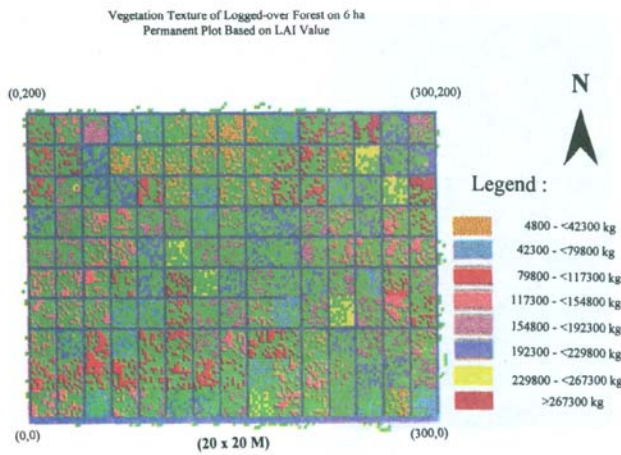 Vegetation Texture of Logged-over Forest on 6 ha
Permanent Plot Based on LAI Value
(0,200)
(300,200)
N
Legend :
4800 - <42300 kg
42300 - <79800 kg
79800 - <117300 kg
117300 - <154800 kg
154800 - <192300 kg
192300 - <229800 kg
229800 - <267300 kg
>267300 kg
(0,0)
(20 x 20 M)
(300,0)